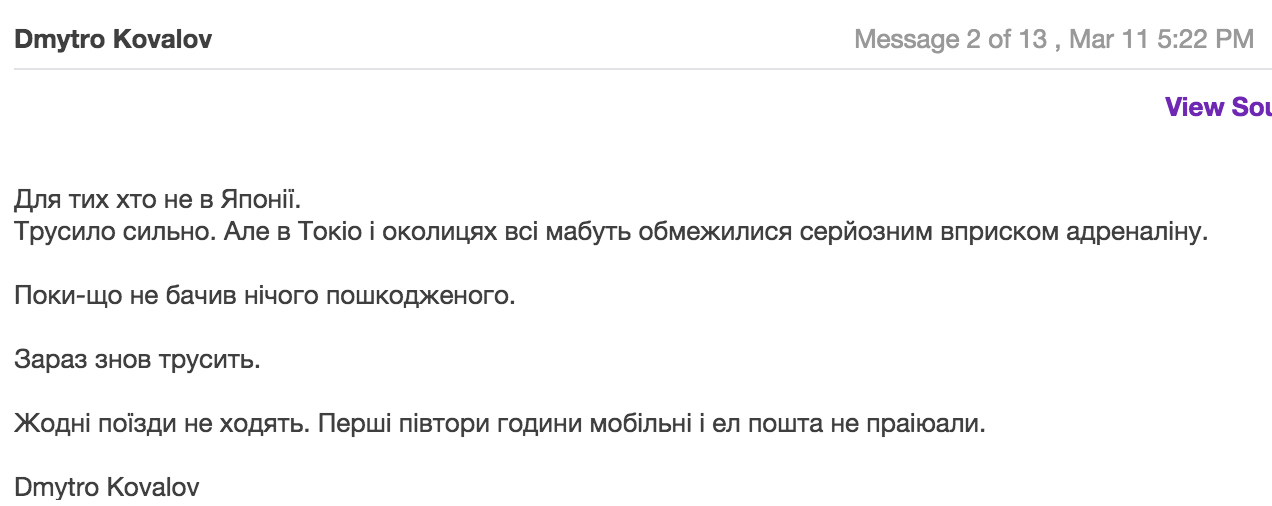 Dmytro Kovalov
Message 2 of 13 , Mar 11 5:22 PM
View Sou
Для тих хто не в Японії.
Трусило сильно. Але в Токіо і околицях всі мабуть обмежилися серйозним вприском адреналіну.
Поки-що не бачив нічого пошкодженого.
Зараз знов трусить.
Жодні поїзди не ходять. Перші півтори години мобільні і ел пошта не праіюали.
Dmytro Kovalov